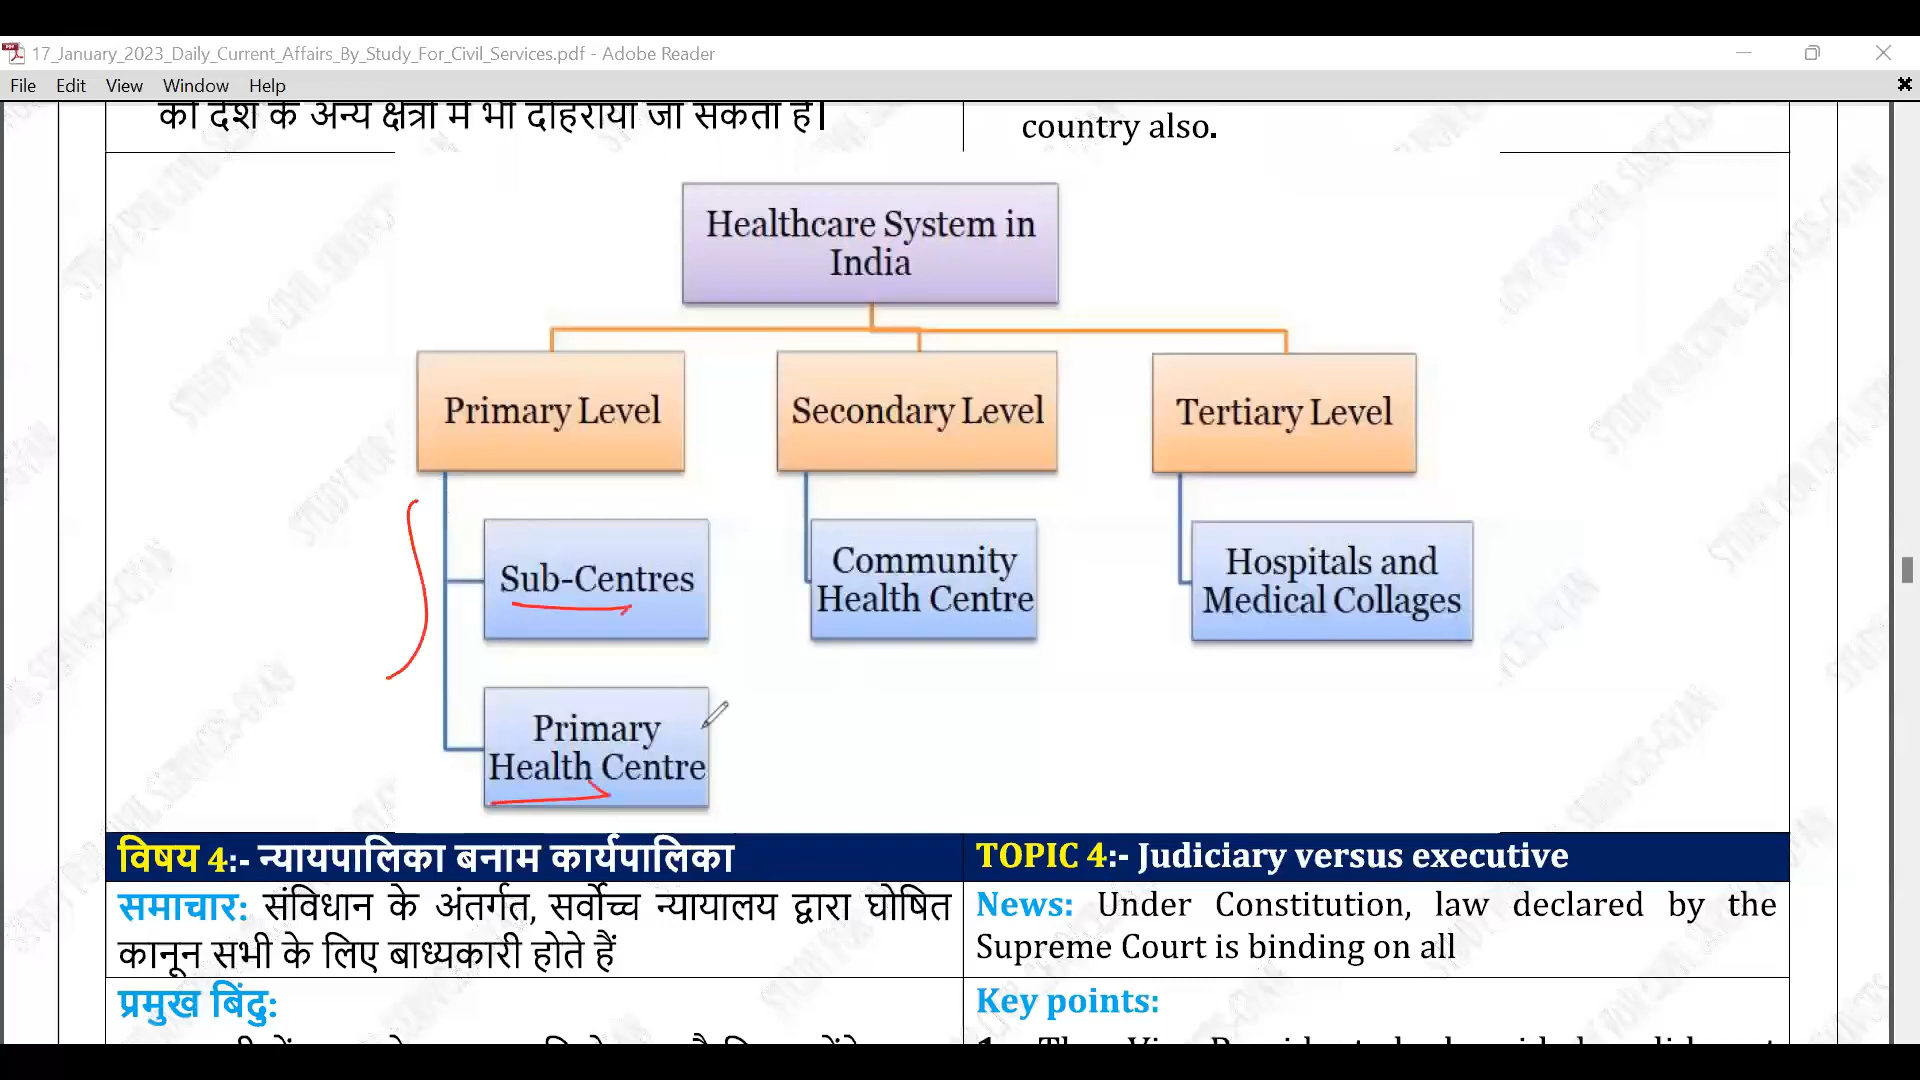 17_January_2023_Daily_Current_Affairs_By_Study_For_Civil_Services.pdf - Adobe Reader
File Edit View Window Help
को देश के अन्य क्षेत्रों में भी दोहराया जा सकता है।
country also.
Healthcare System in
India
Primary Level
Secondary Level
Tertiary Level
Sub-Centres
Community
Health Centre
Hospitals and
Medical Collages
Primary
Health Centre
विषय 4:- न्यायपालिका बनाम कार्यपालिका
TOPIC 4:- Judiciary versus executive
समाचार: संविधान के अंतर्गत, सर्वोच्च न्यायालय द्वारा घोषित
कानून सभी के लिए बाध्यकारी होते हैं
News: Under Constitution, law declared by the
Supreme Court is binding on all
प्रमुख बिंदु:
Key points: